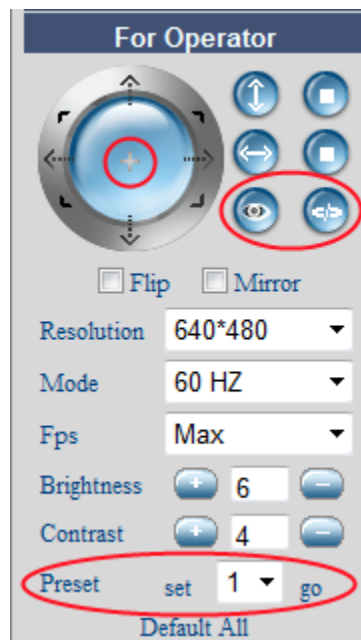 For Operator
Flip Mirror
Resolution 640*480
Mode 60 HZ
Fps Max
Brightness + 6 -
Contrast + 4 -
Preset set 1 go
Default All